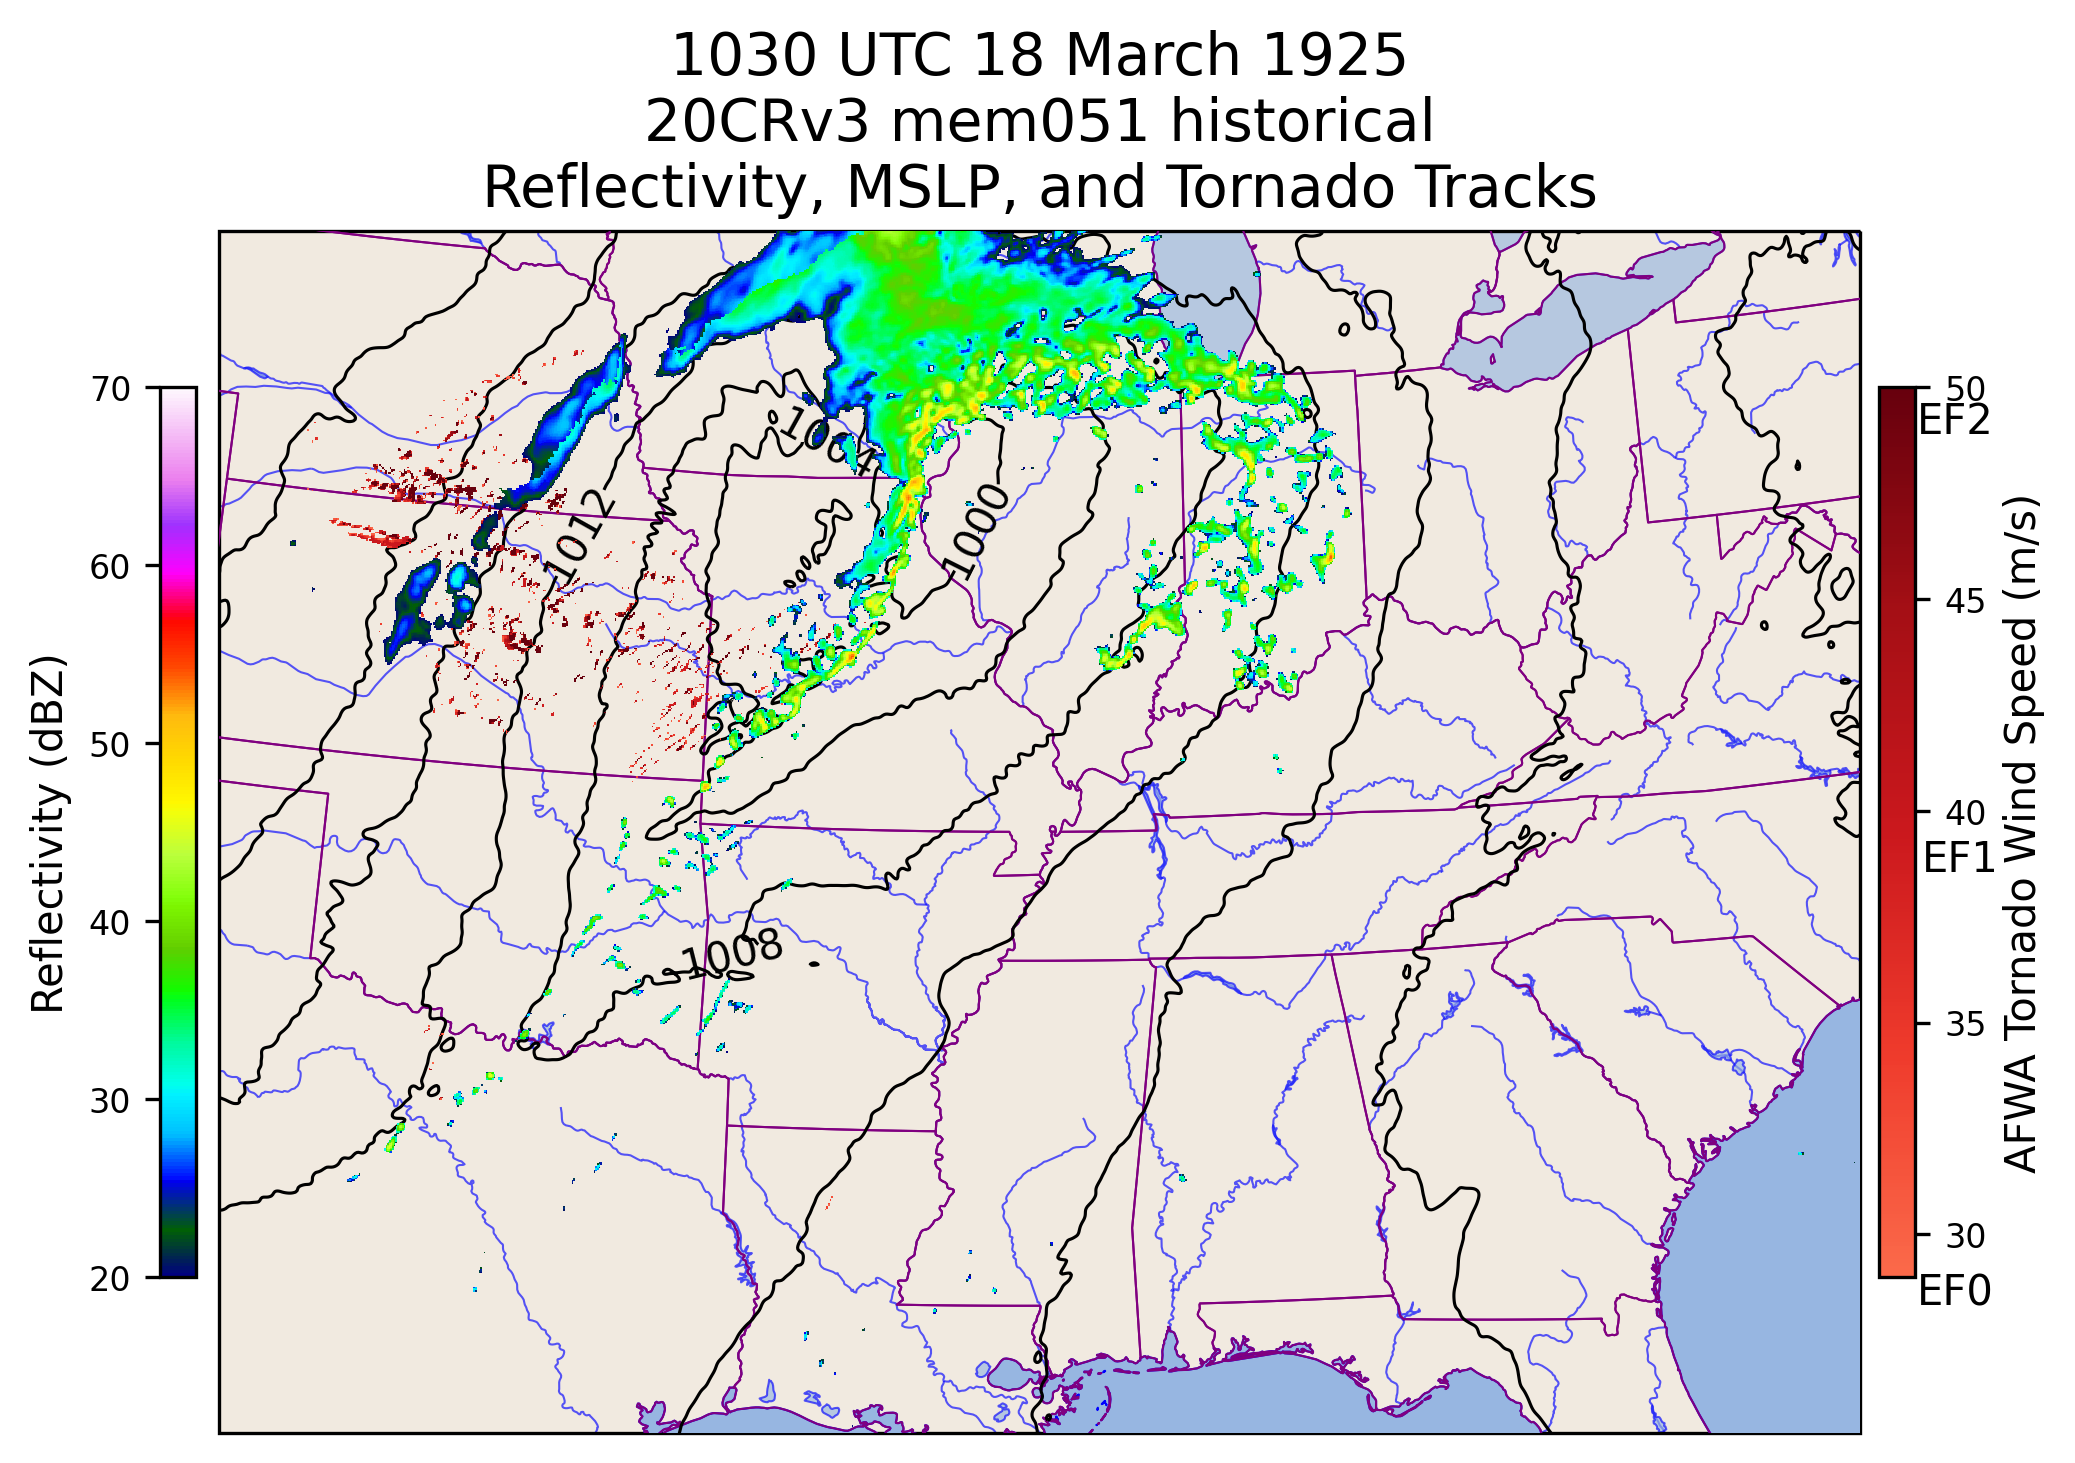 1030 UTC 18 March 1925
20CRv3 mem051 historical
Reflectivity, MSLP, and Tornado Tracks
70
60
50
40
30
20
Reflectivity (dBZ)
1004
1012
1000
1008
50
EF2
45
40
EF1
35
30
EF0
AFWA Tornado Wind Speed (m/s)